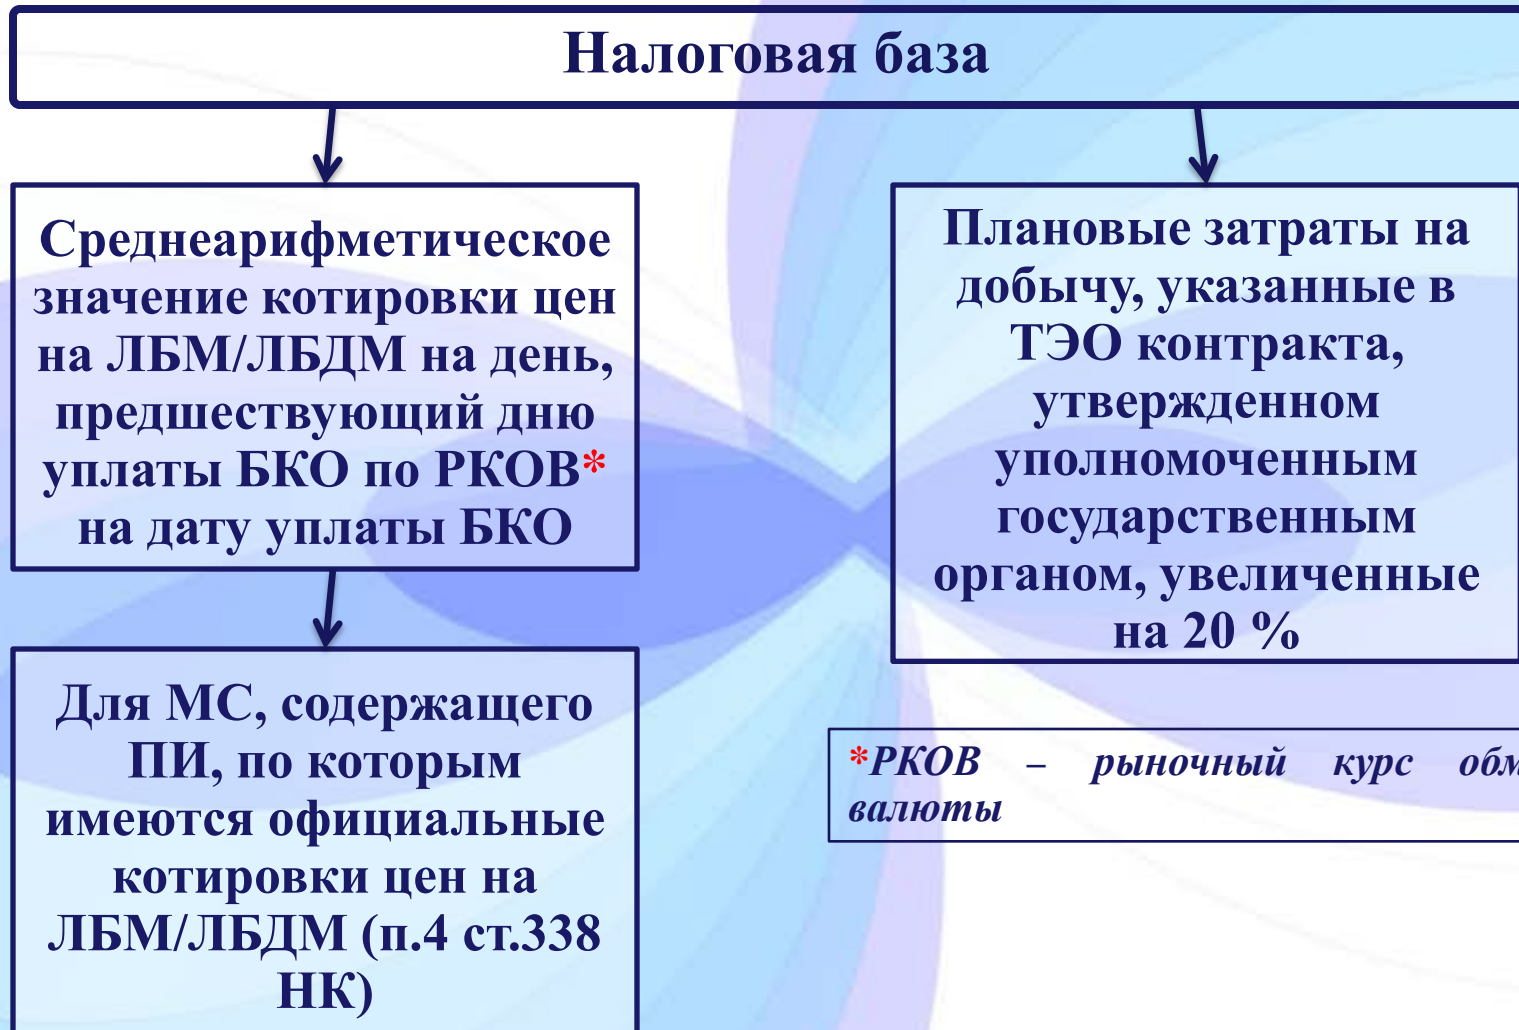 Налоговая база
Среднеарифметическое
значение котировки цен
на ЛБМ/ЛБДМ на день,
предшествующий дню
уплаты БКО по РКОВ*
на дату уплаты БКО
Плановые затраты на
добычу, указанные в
ТЭО контракта,
утвержденном
уполномоченным
государственным
органом, увеличенные
на 20 %
Для МС, содержащего
ПИ, по которым
имеются официальные
котировки цен на
ЛБМ/ЛБДМ (п.4 ст.338
НК)
*РКОВ – рыночный курс
валюты